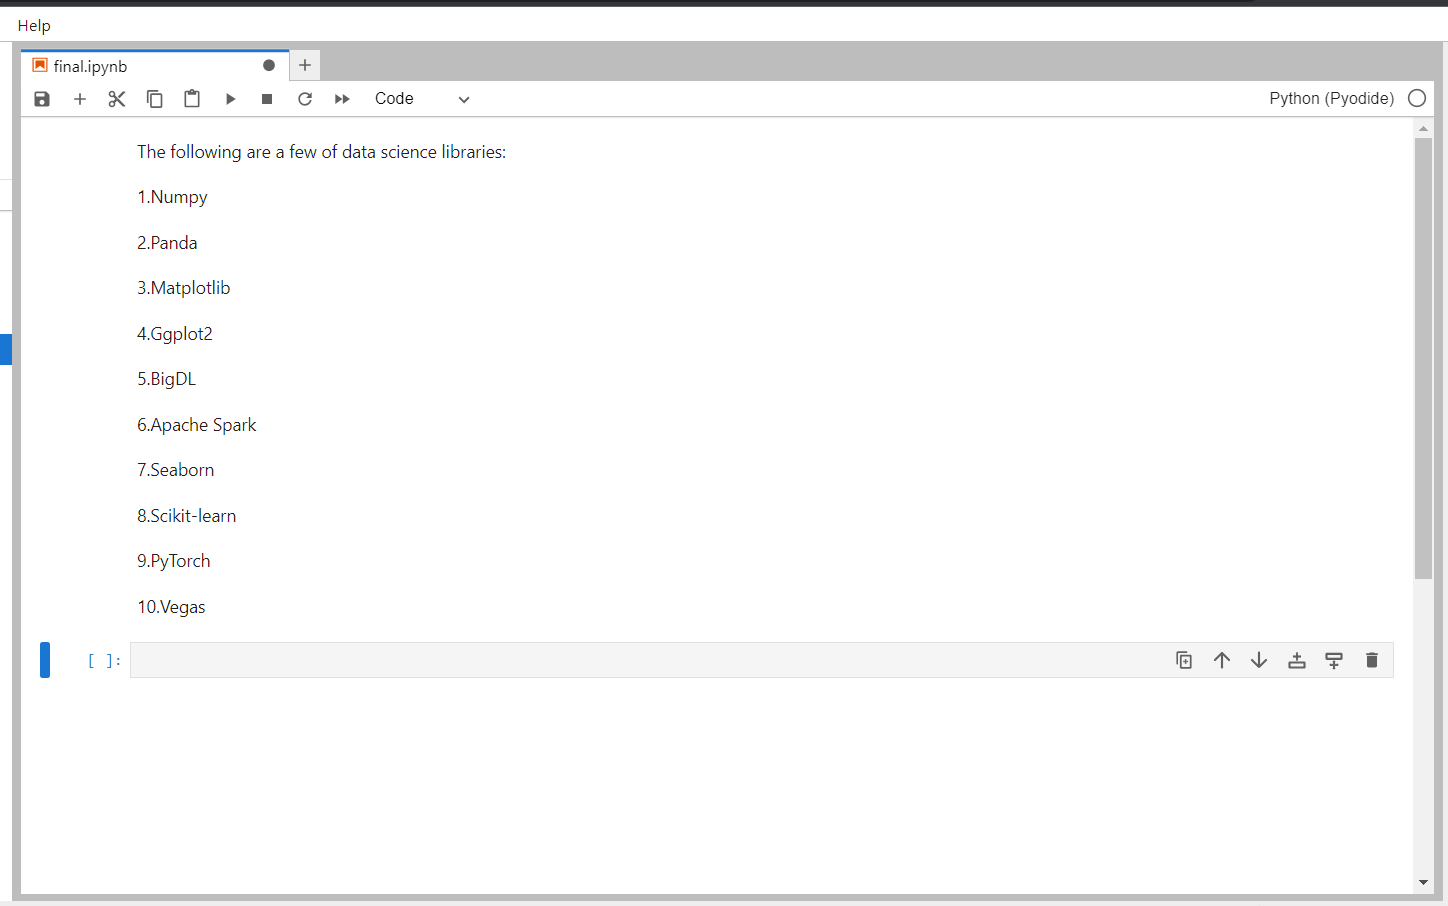 Help
final.ipynb
Code
Python (Pyodide)
The following are a few of data science libraries:
1.Numpy
2.Panda
3.Matplotlib
4.Ggplot2
5.BigDL
6.Apache Spark
7.Seaborn
8.Scikit-learn
9.PyTorch
10.Vegas
[ ]: